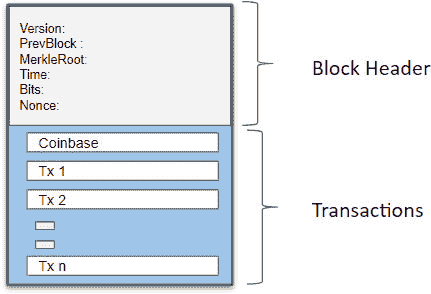 Version:
PrevBlock :
MerkleRoot:
Time:
Bits:
Nonce:
Block Header
Coinbase
Tx 1
Tx 2
Transactions
Tx n